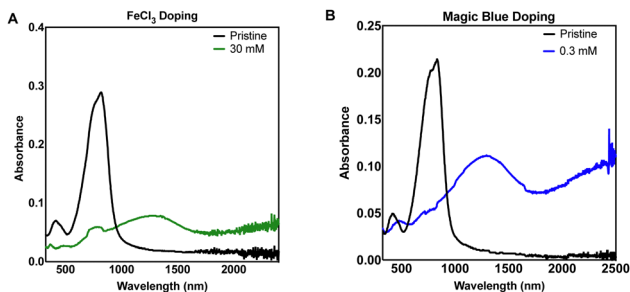 A
FeCl3 Doping
Pristine
30 mM
Absorbance
0.4
0.3
0.2
0.1
0.0
500
1000
1500
2000
Wavelength (nm)
B
Magic Blue Doping
Pristine
0.3 mM
Absorbance
0.25
0.20
0.15
0.10
0.05
0.00
500
1000
1500
2000
2500
Wavelength (nm)